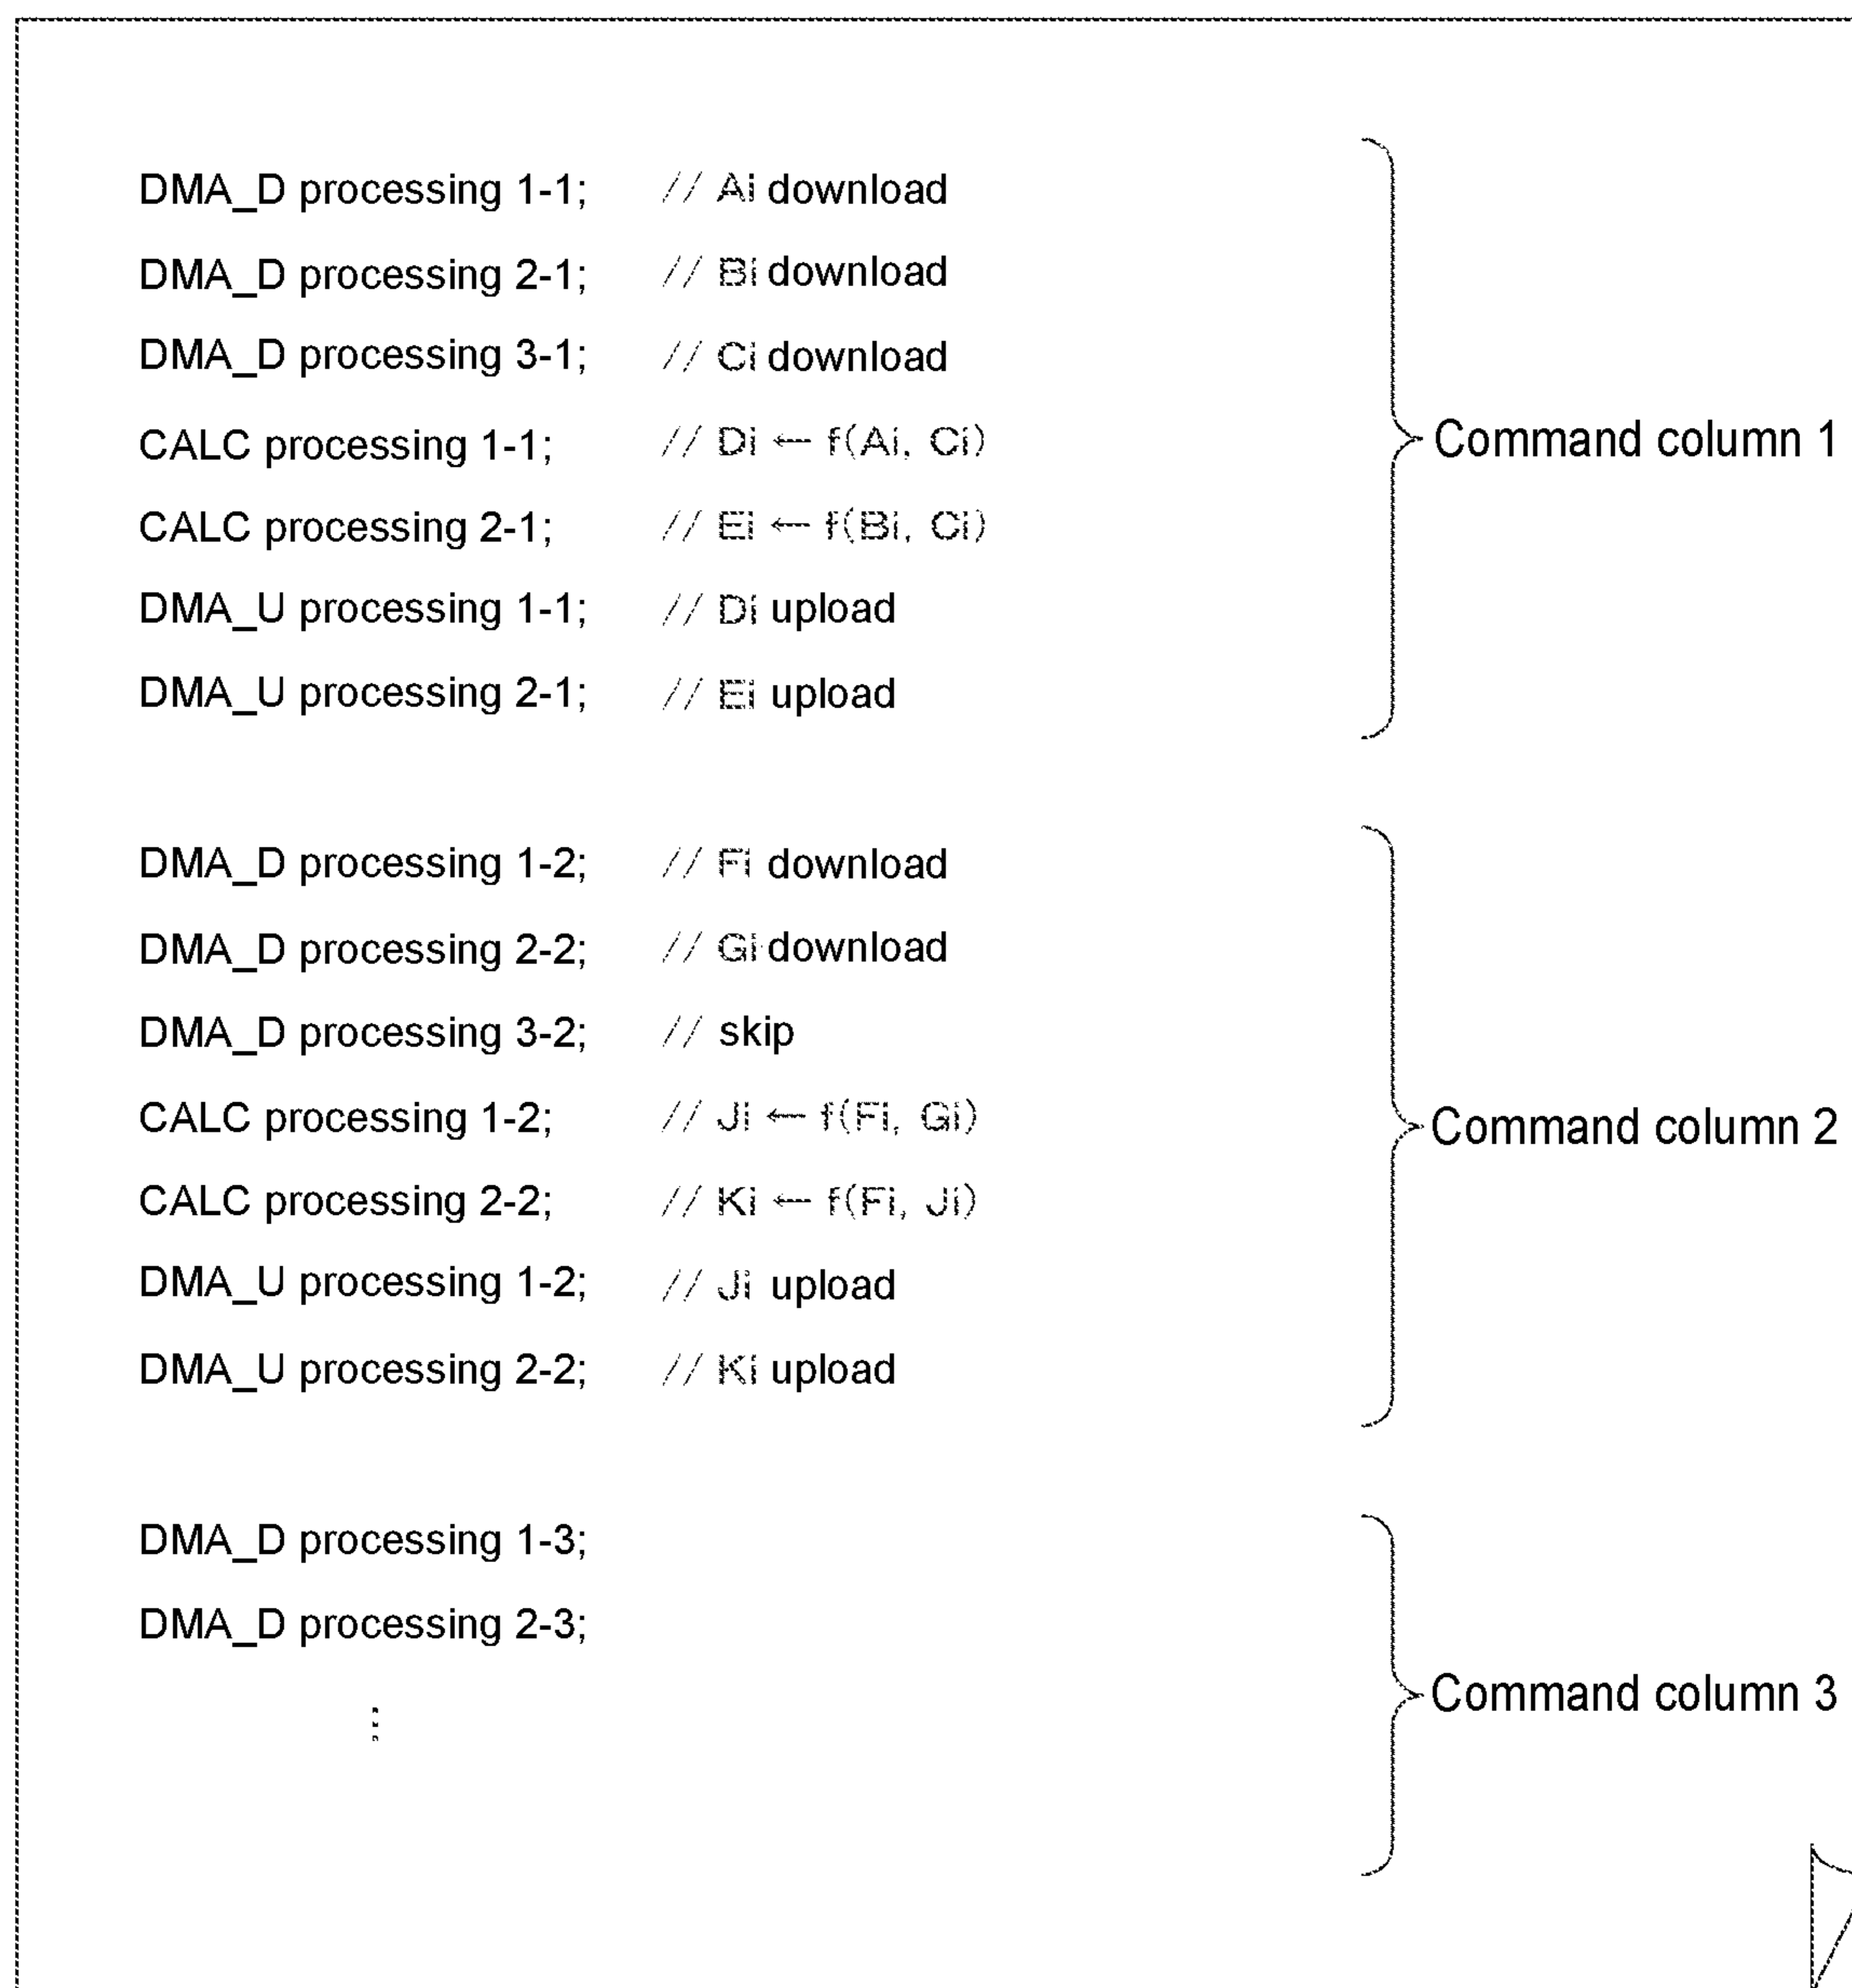 DMA_D processing 1-1; // Ai download
DMA_D processing 2-1; // Bi download
DMA_D processing 3-1; // Ci download
CALC processing 1-1; // Di ← f(Ai, Ci)
Command column 1
CALC processing 2-1; // Ei ← f(Bi, Ci)
DMA_U processing 1-1; // Di upload
DMA_U processing 2-1; // Ei upload
DMA_D processing 1-2; // Fi download
DMA_D processing 2-2; // Gi download
DMA_D processing 3-2; // skip
CALC processing 1-2; // Ji ← f(Fi, Gi)
Command column 2
CALC processing 2-2; // Ki ← f(Fi, Ji)
DMA_U processing 1-2; // Ji upload
DMA_U processing 2-2; // Ki upload
DMA_D processing 1-3;
DMA_D processing 2-3;
Command column 3
⋮